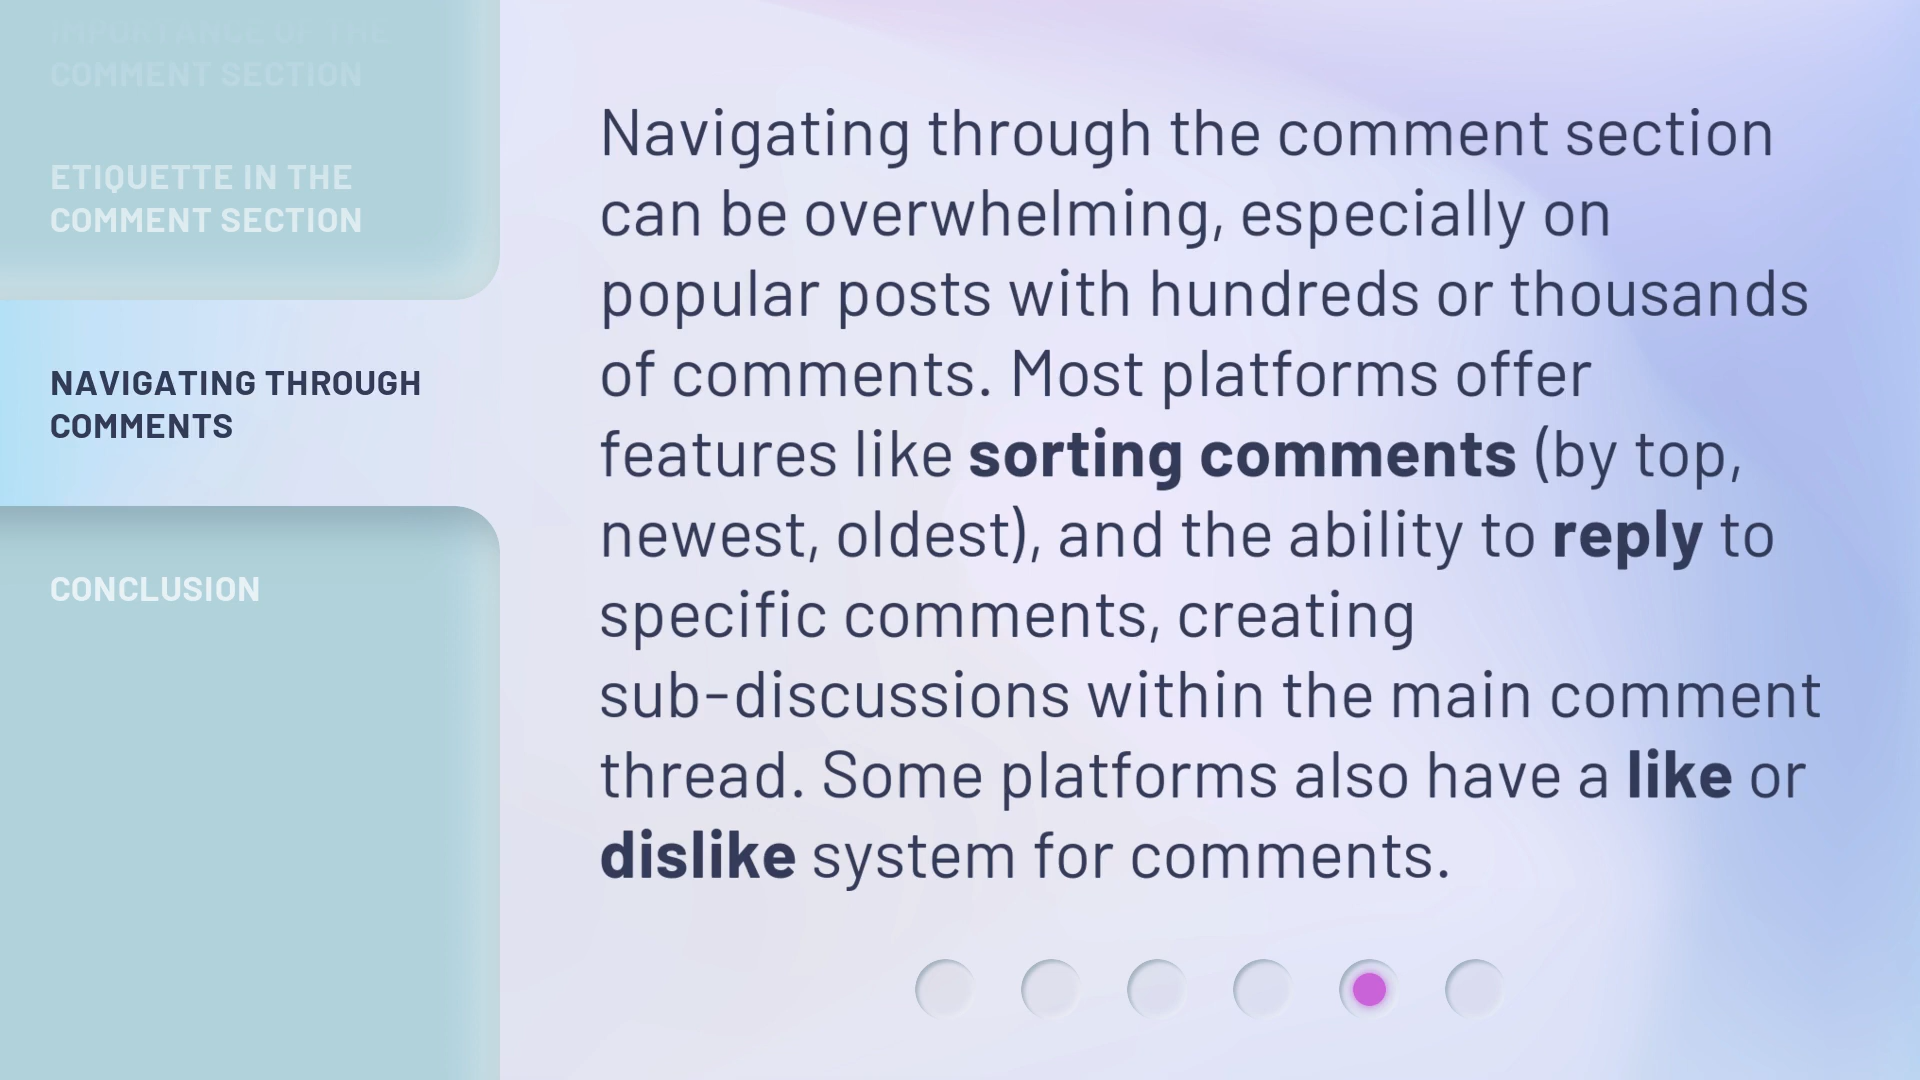 IMPORTANCE OF THE
COMMENT SECTION
ETIQUETTE IN THE
COMMENT SECTION
NAVIGATING THROUGH
COMMENTS
CONCLUSION
Navigating through the comment section
can be overwhelming, especially on
popular posts with hundreds or thousands
of comments. Most platforms offer
features like sorting comments (by top,
newest, oldest), and the ability to reply to
specific comments, creating
sub-discussions within the main comment
thread. Some platforms also have a like or
dislike system for comments.